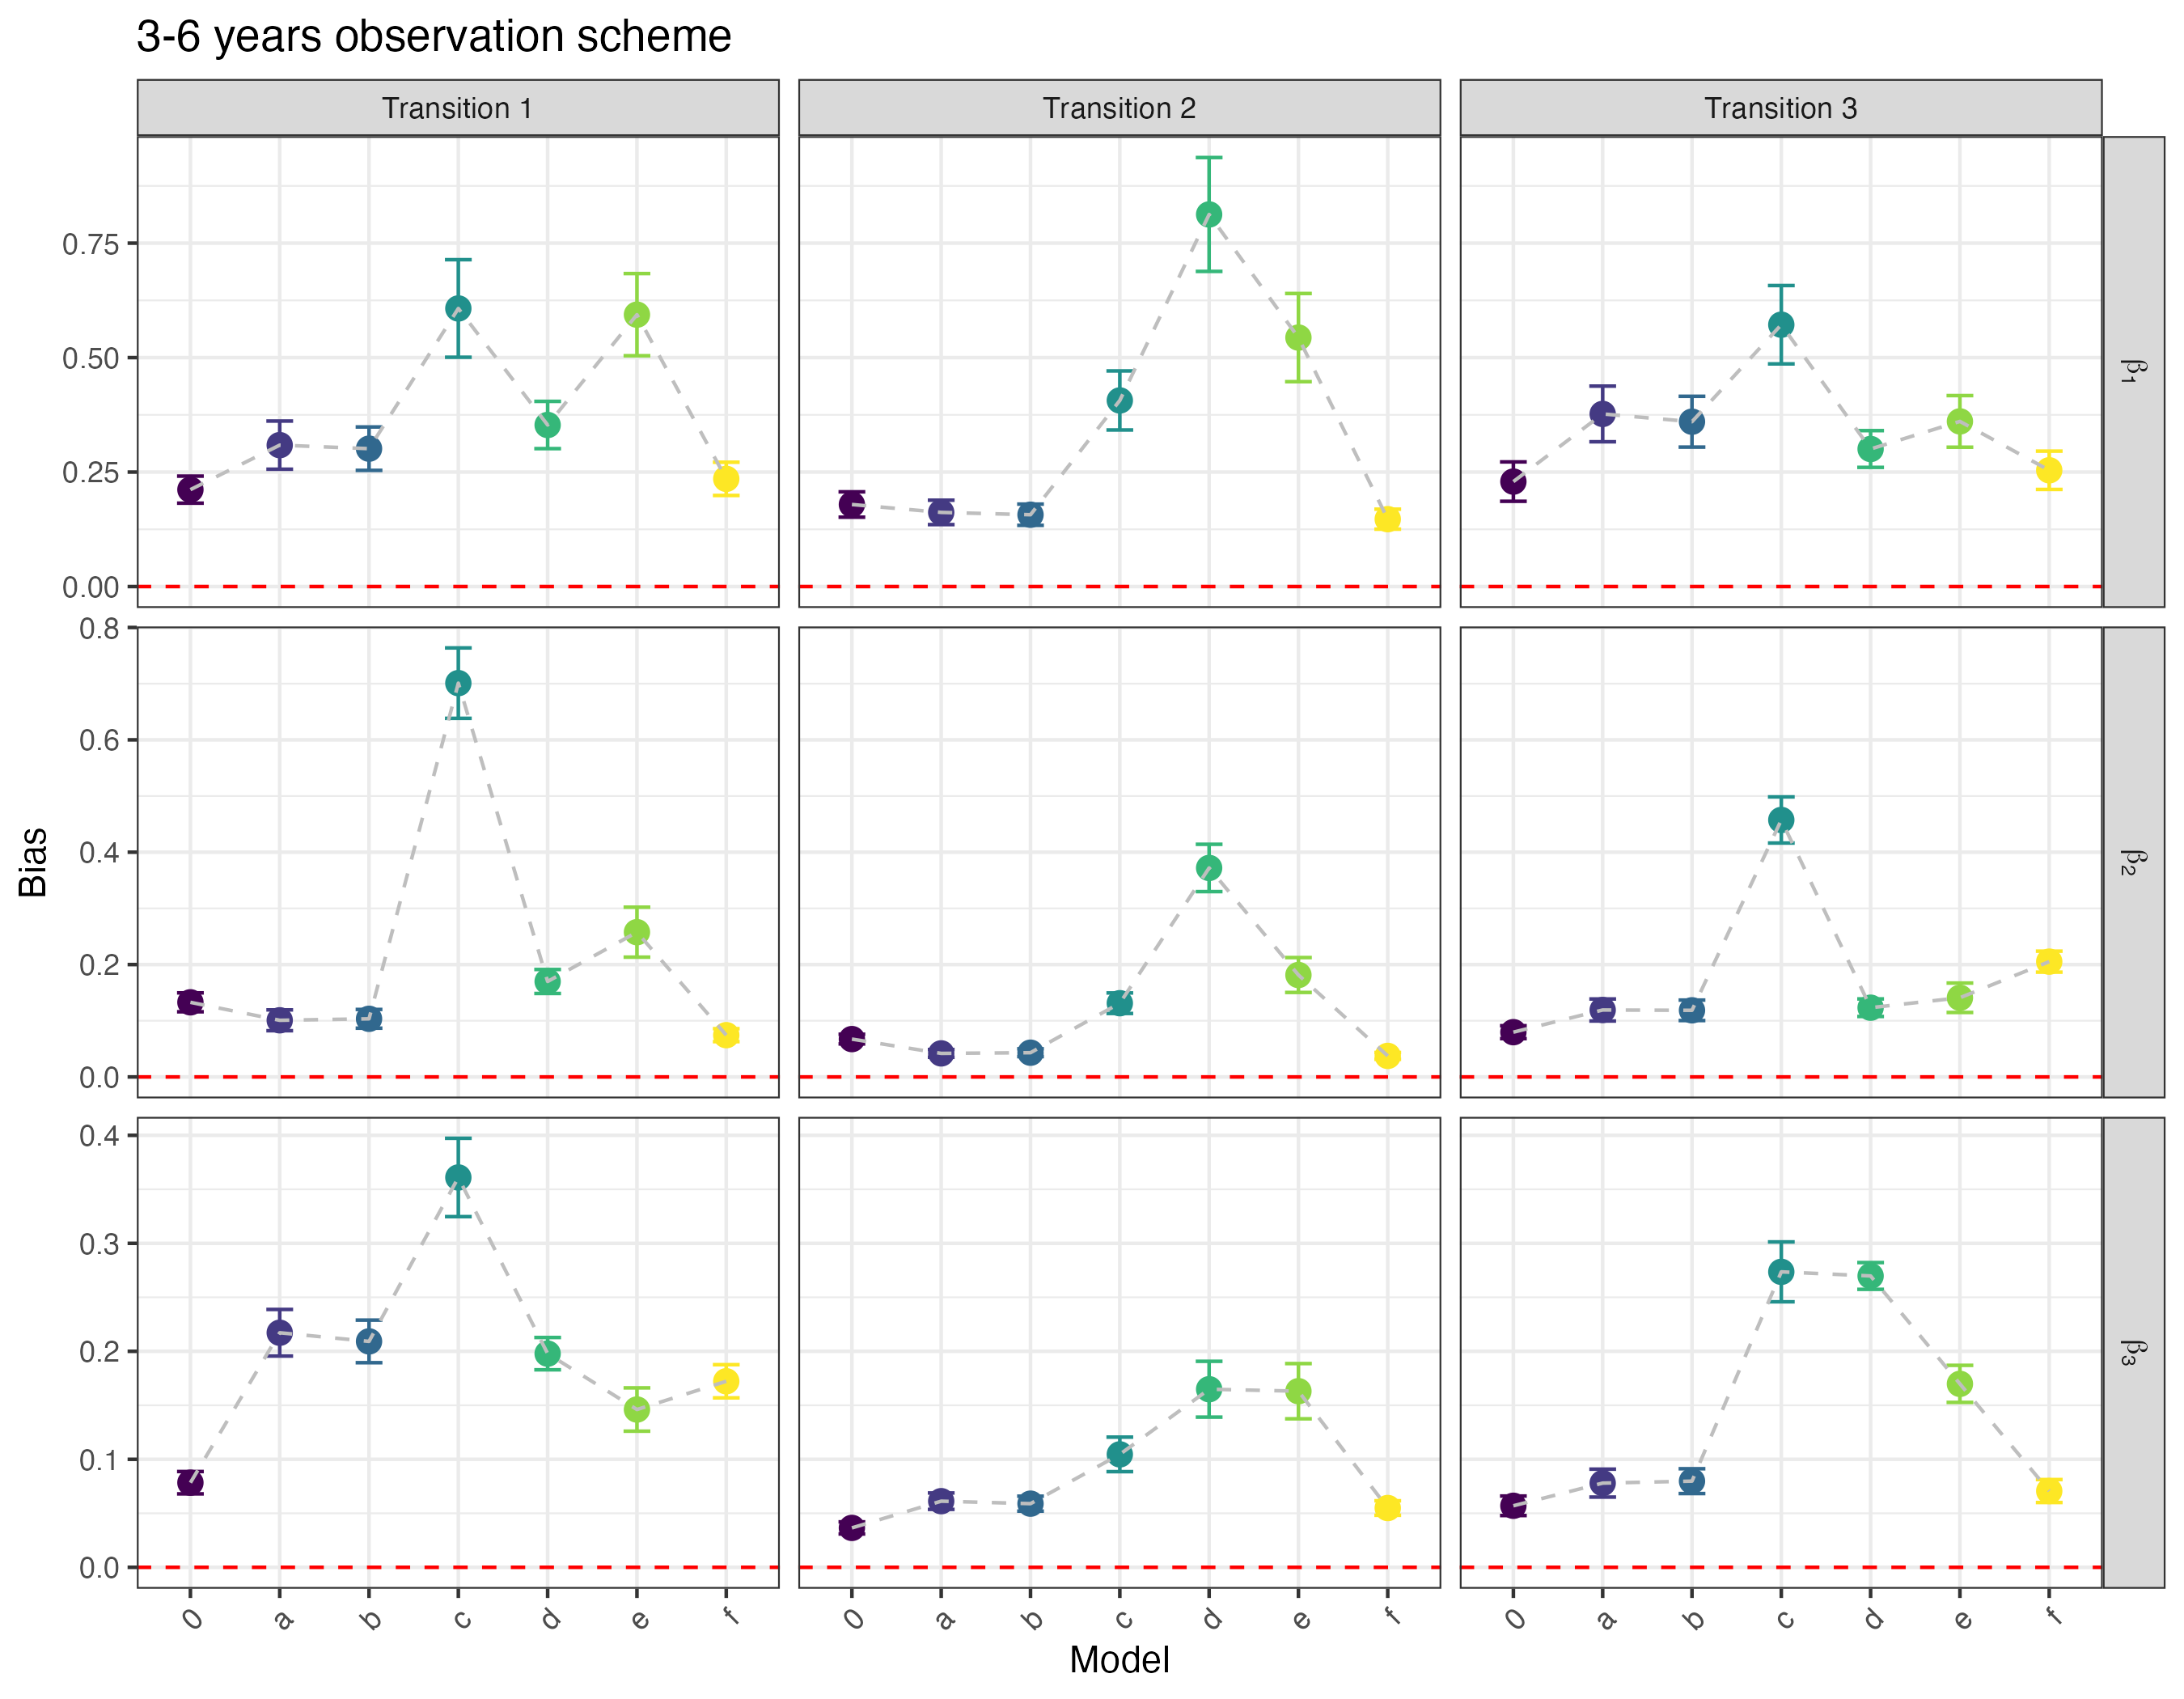 3-6 years observation scheme
Transition 1
Transition 2
Transition 3
0.75
0.50
0.25
0.00
β1
0.8
0.6
0.4
0.2
0.0
β2
0.4
0.3
0.2
0.1
0.0
β3
Bias
0 a b c d e f
0 a b c d e f
0 a b c d e f
Model